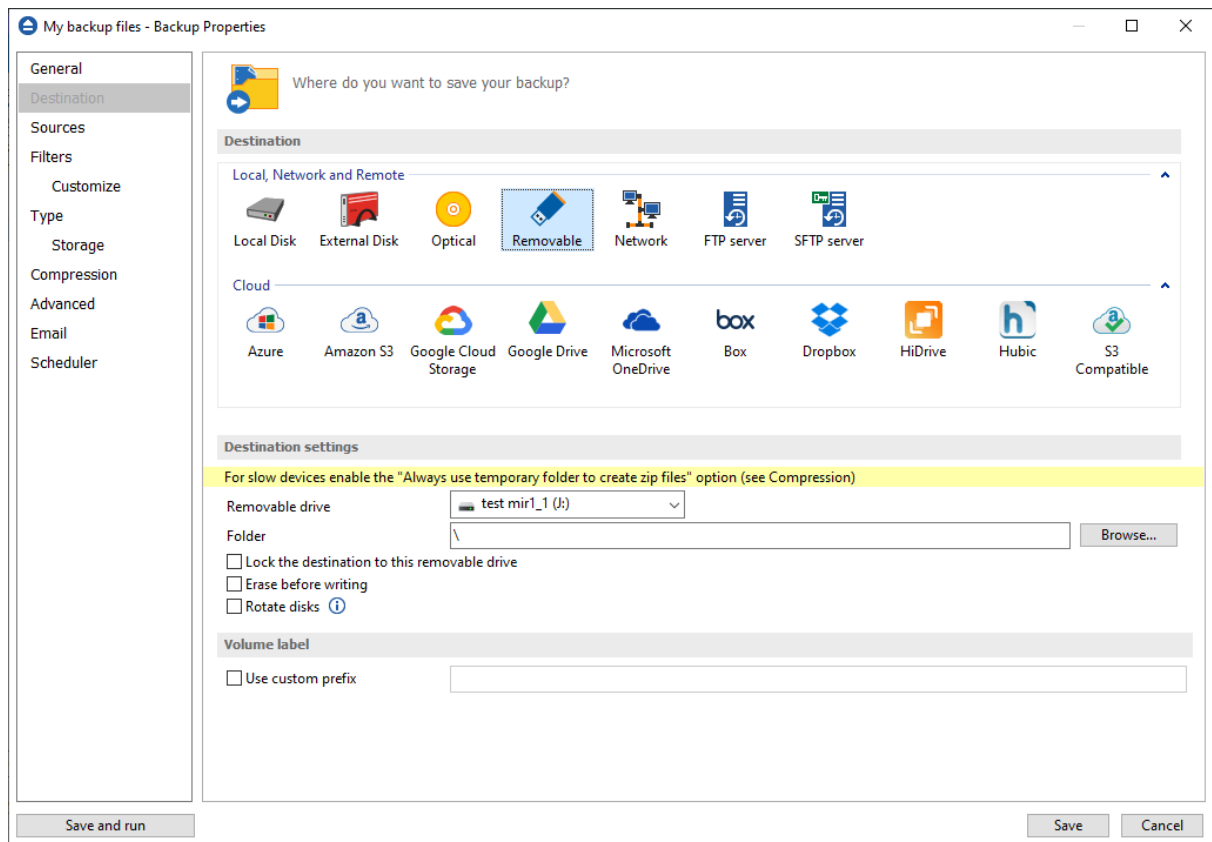 My backup files - Backup Properties
General
Destination
Sources
Filters
Customize
Type
Storage
Compression
Advanced
Email
Scheduler
Where do you want to save your backup?
Destination
Local, Network and Remote
Local Disk
External Disk
Optical
Removable
Network
FTP server
SFTP server
Cloud
Azure
Amazon S3
Google Cloud
Storage
Google Drive
Microsoft
OneDrive
box
Box
Dropbox
HiDrive
Hubic
S3
Compatible
Destination settings
For slow devices enable the "Always use temporary folder to create zip files" option (see Compression)
Removable drive
test mir1_1 (J:)
Folder
\
Browse...
Lock the destination to this removable drive
Erase before writing
Rotate disks
Volume label
Use custom prefix
Save and run
Save
Cancel